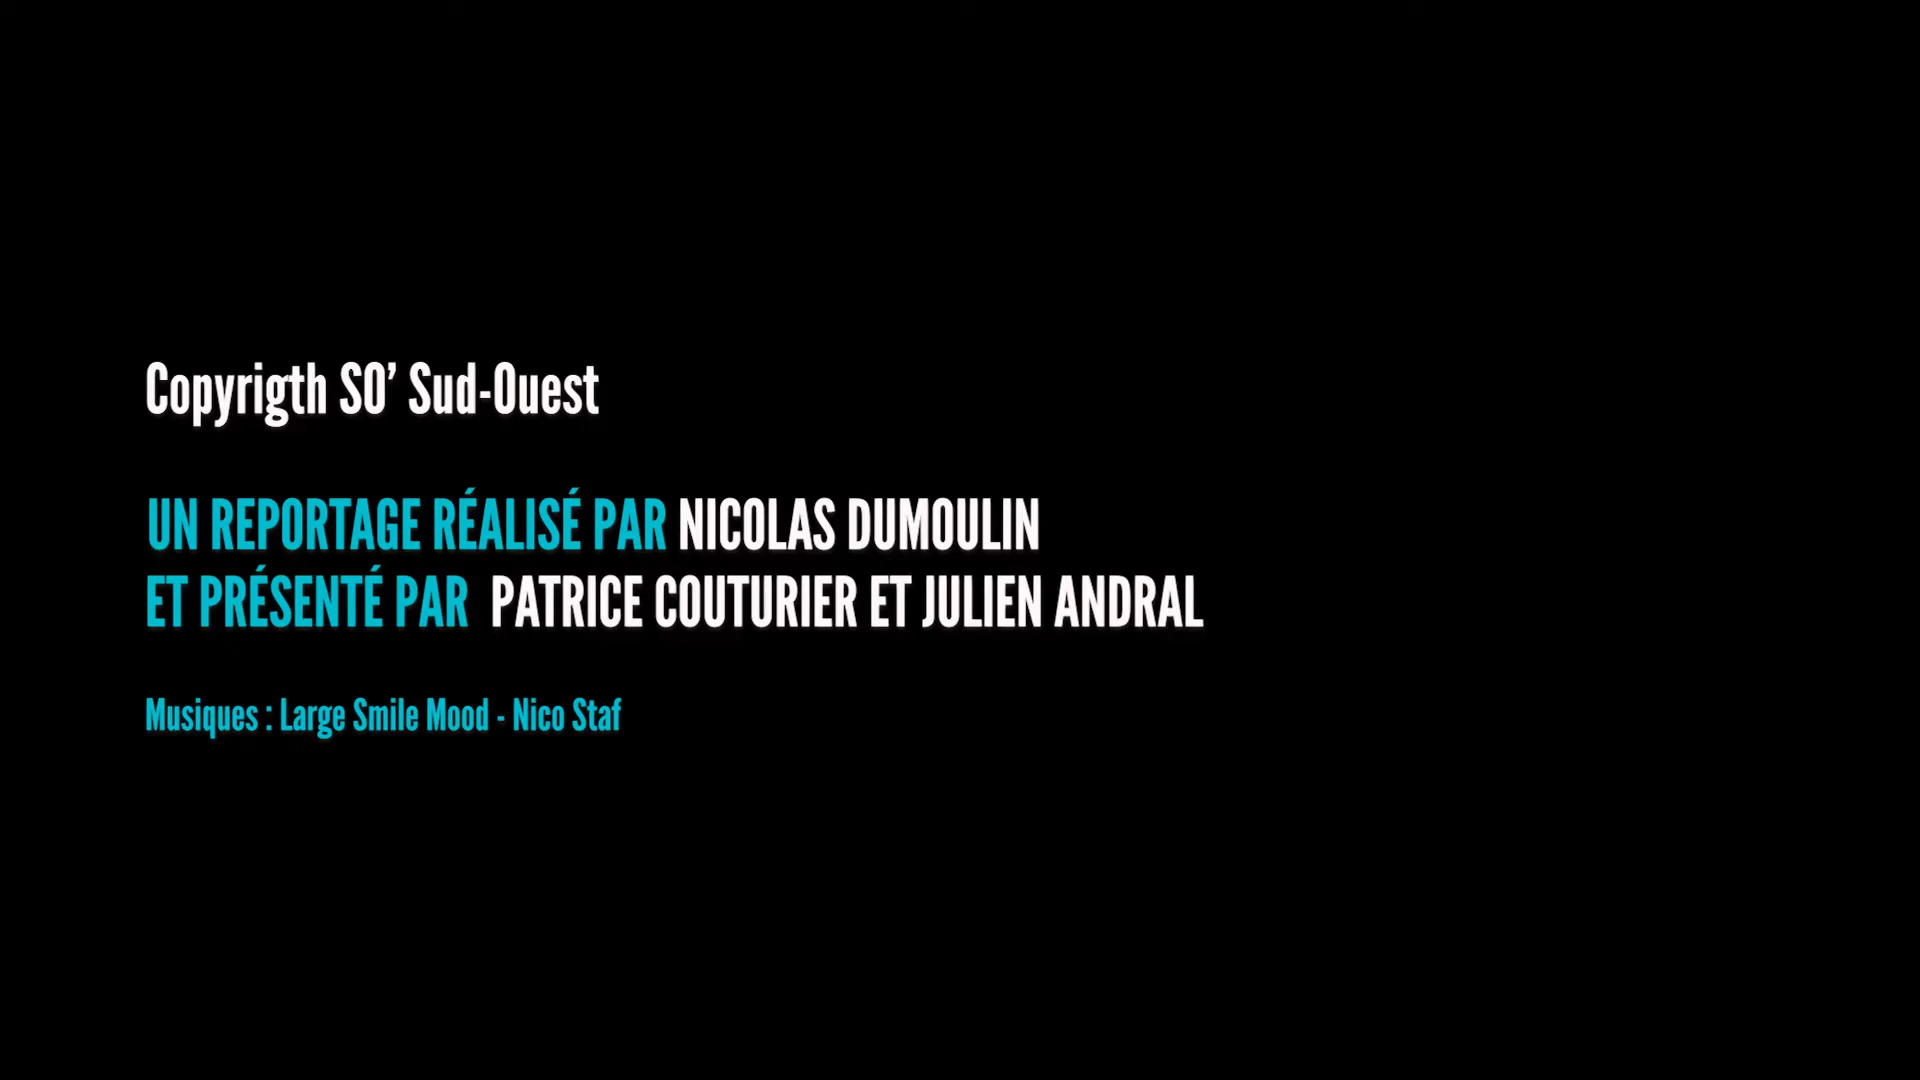 Copyrigth SO’ Sud-Ouest
UN REPORTAGE RÉALISÉ PAR NICOLAS DUMOULIN
ET PRÉSENTÉ PAR PATRICE COUTURIER ET JULIEN ANDRAL
Musiques : Large Smile Mood - Nico Staf